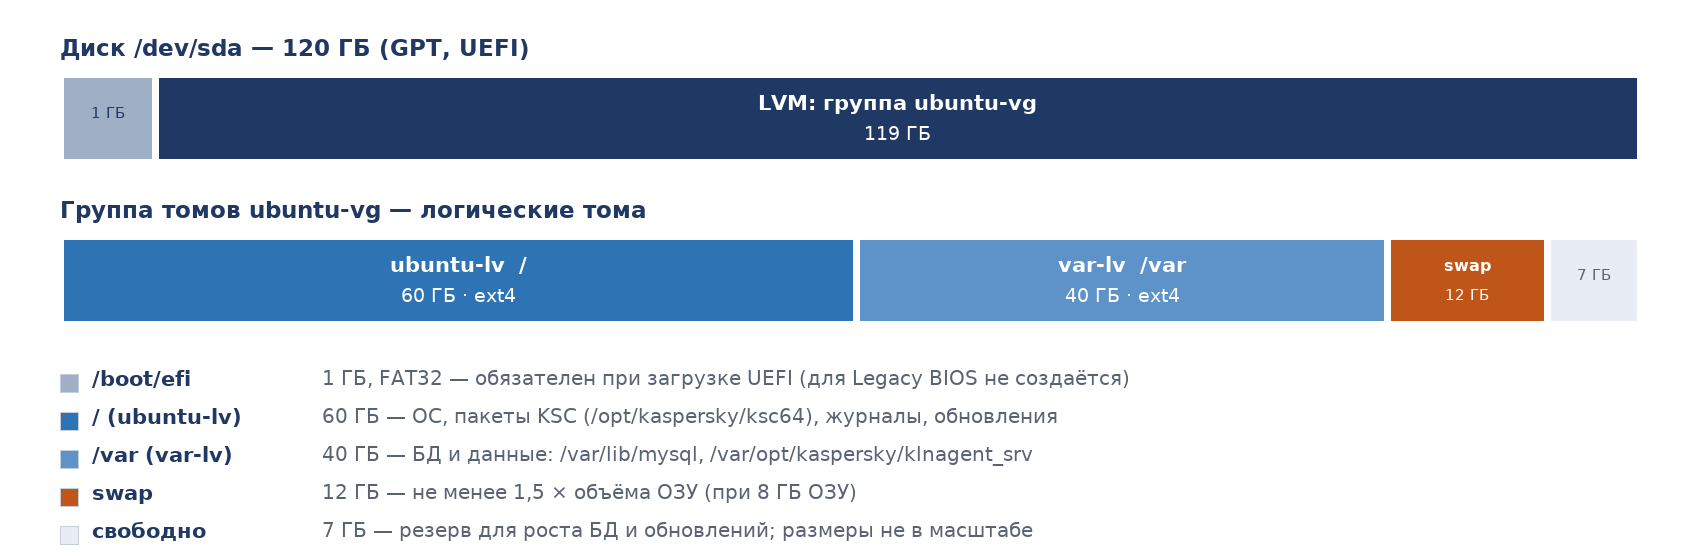 Диск /dev/sda — 120 ГБ (GPT, UEFI)
1 ГБ
LVM: группа ubuntu-vg
119 ГБ
Группа томов ubuntu-vg — логические тома
ubuntu-lv  /
60 ГБ · ext4
var-lv  /var
40 ГБ · ext4
swap
12 ГБ
7 ГБ
/boot/efi 1 ГБ, FAT32 — обязателен при загрузке UEFI (для Legacy BIOS не создаётся)
/ (ubuntu-lv) 60 ГБ — ОС, пакеты KSC (/opt/kaspersky/ksc64), журналы, обновления
/var (var-lv) 40 ГБ — БД и данные: /var/lib/mysql, /var/opt/kaspersky/klnagent_srv
swap 12 ГБ — не менее 1,5 × объёма ОЗУ (при 8 ГБ ОЗУ)
свободно 7 ГБ — резерв для роста БД и обновлений; размеры не в масштабе